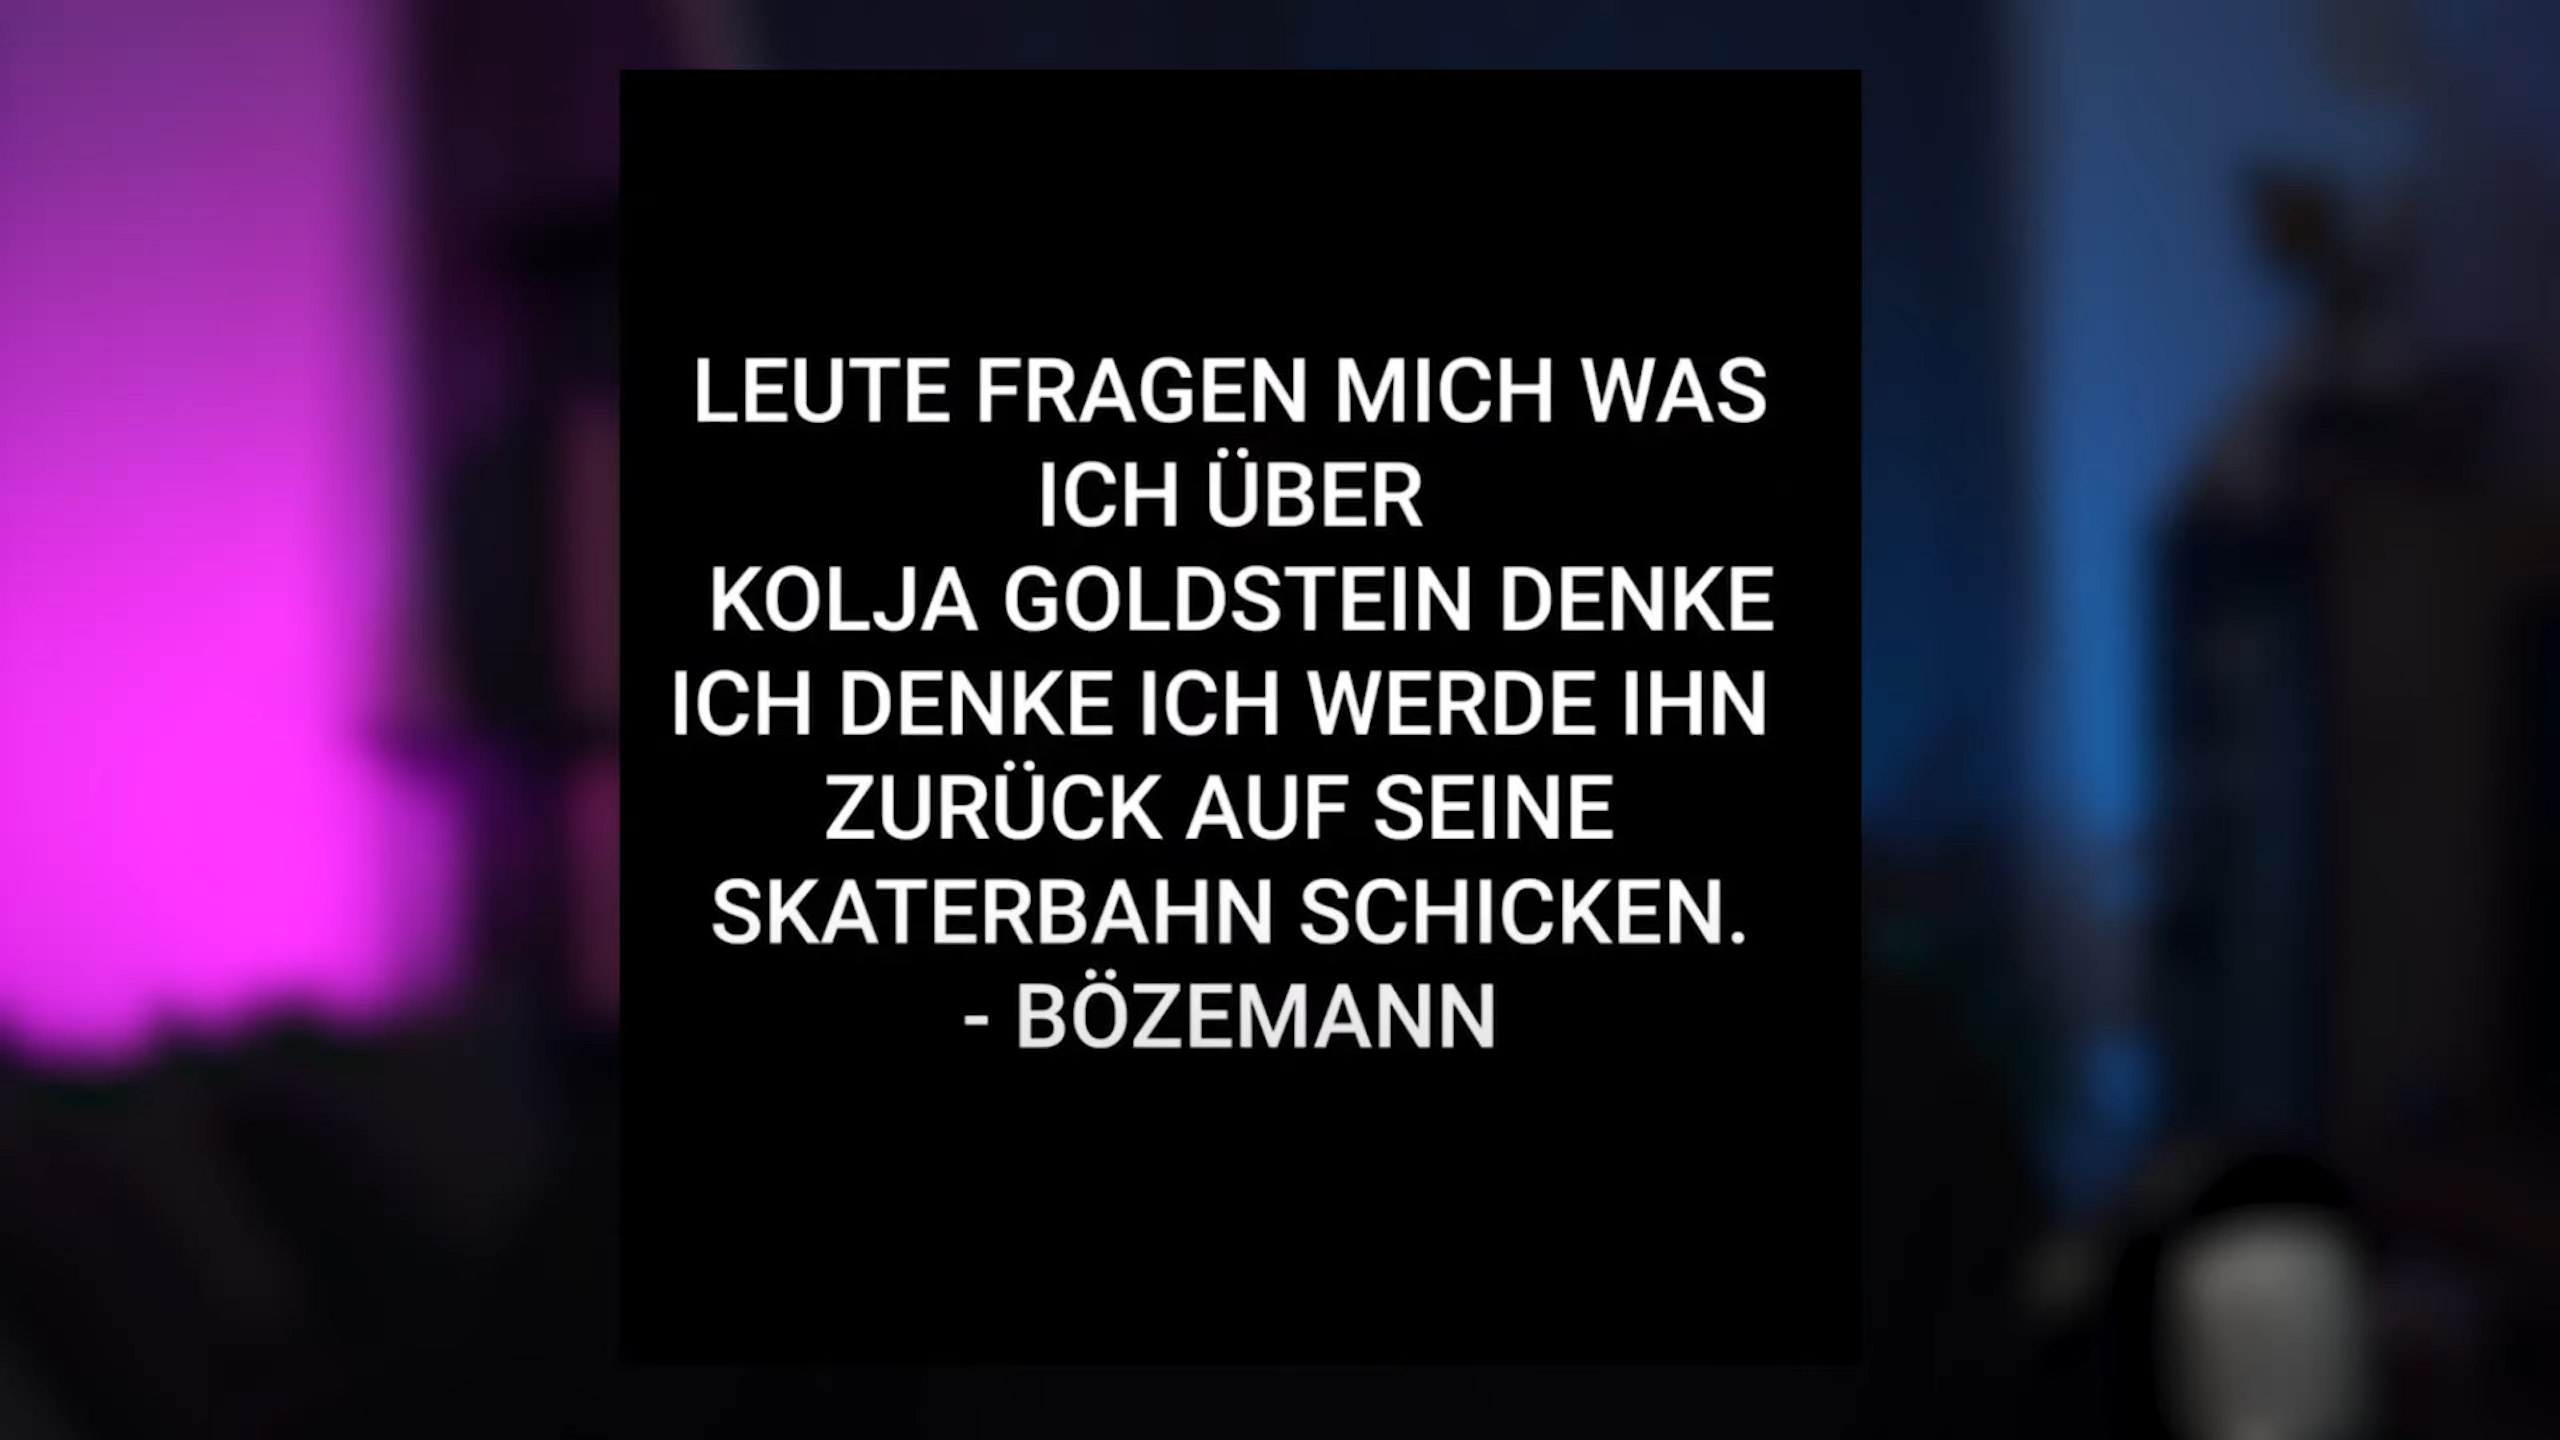 LEUTE FRAGEN MICH WAS
ICH ÜBER
KOLJA GOLDSTEIN DENKE
ICH DENKE ICH WERDE IHN
ZURÜCK AUF SEINE
SKATERBAHN SCHICKEN.
- BÖZEMANN